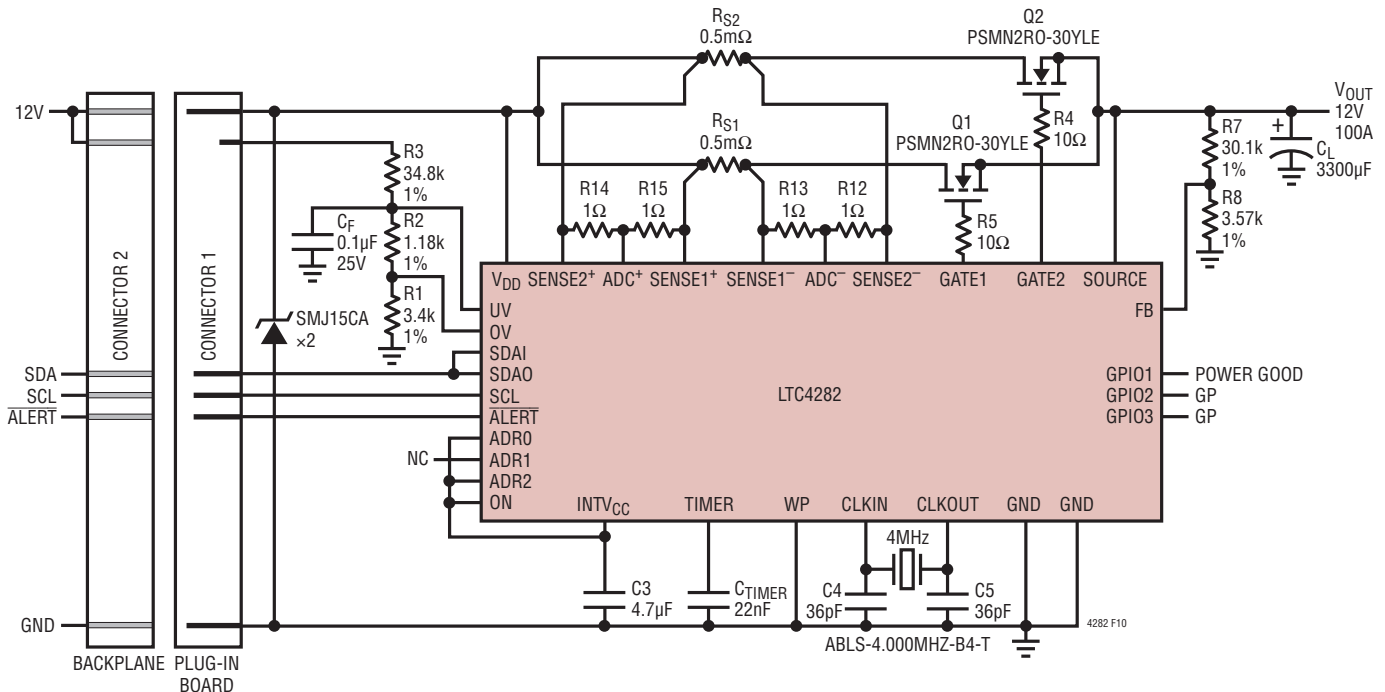 RS2
0.5mΩ
Q2
PSMN2RO-30YLE
12V
CONNECTOR 2
CONNECTOR 1
R3
34.8k
1%
CF
0.1µF
25V
R2
1.18k
1%
R1
3.4k
1%
SMJ15CA
×2
RS1
0.5mΩ
Q1
PSMN2RO-30YLE
R4
10Ω
VOUT
12V
100A
R7
30.1k
1%
+
CL
3300µF
R8
3.57k
1%
R14
1Ω
R15
1Ω
R13
1Ω
R12
1Ω
R5
10Ω
VDD SENSE2+ ADC+ SENSE1+ SENSE1− ADC− SENSE2− GATE1 GATE2 SOURCE
UV
OV
SDAI
SDAO
SCL
ALERT
ADR0
ADR1
ADR2
ON
FB
GPIO1
GPIO2
GPIO3
LTC4282
POWER GOOD
GP
GP
SDA
SCL
ALERT
NC
INTVCC TIMER WP CLKIN CLKOUT GND GND
4MHz
C3
4.7µF
CTIMER
22nF
C4
36pF
C5
36pF
ABLS-4.000MHZ-B4-T
4282 F10
GND
BACKPLANE
PLUG-IN
BOARD